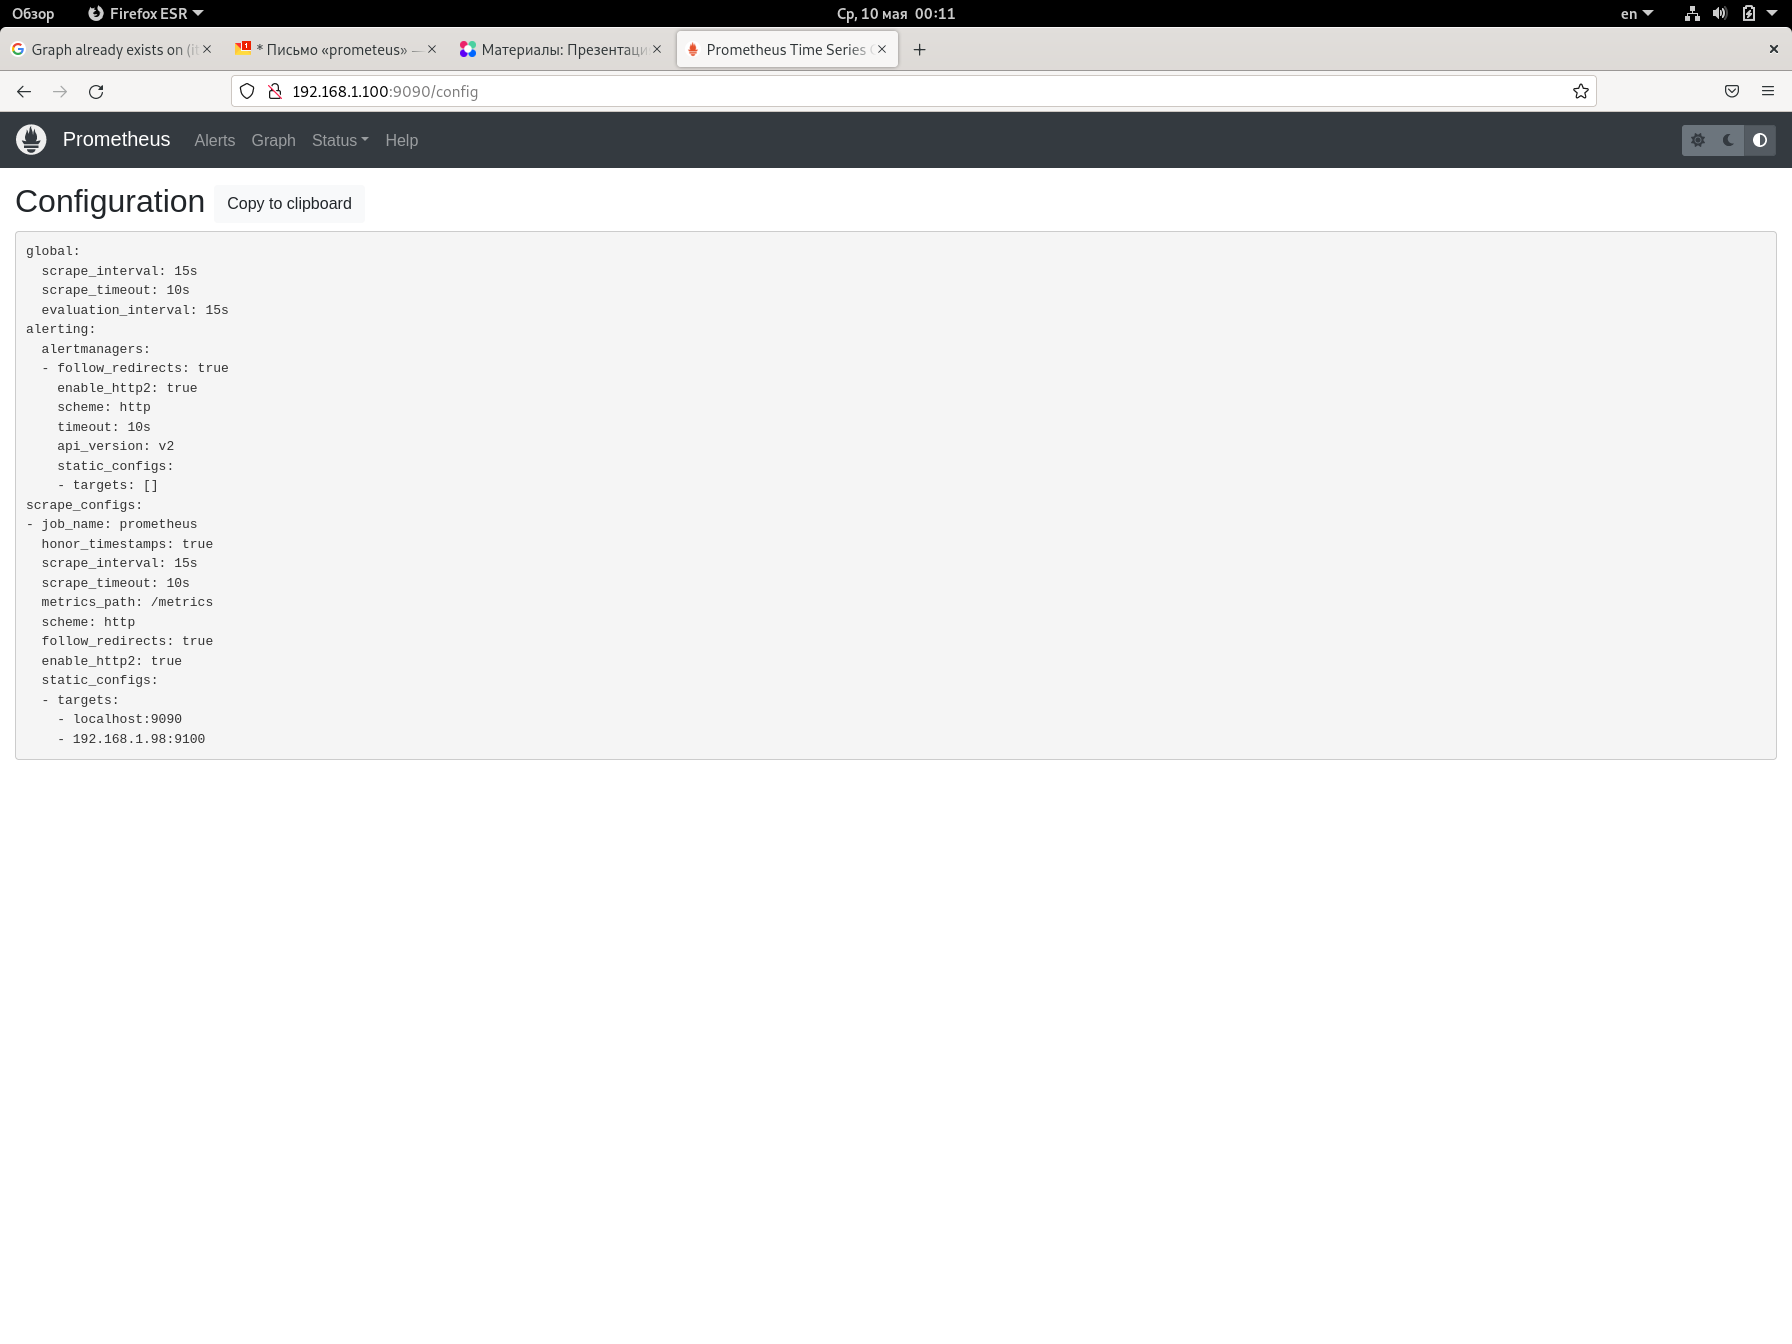 Обзор Firefox ESR Ср, 10 мая 00:11 en
Graph already exists on (it * Письмо «prometeus» — Материалы: Презентаци Prometheus Time Series C
192.168.1.100:9090/config
Prometheus Alerts Graph Status Help
Configuration Copy to clipboard
global:
  scrape_interval: 15s
  scrape_timeout: 10s
  evaluation_interval: 15s
alerting:
  alertmanagers:
  - follow_redirects: true
    enable_http2: true
    scheme: http
    timeout: 10s
    api_version: v2
    static_configs:
    - targets: []
scrape_configs:
- job_name: prometheus
  honor_timestamps: true
  scrape_interval: 15s
  scrape_timeout: 10s
  metrics_path: /metrics
  scheme: http
  follow_redirects: true
  enable_http2: true
  static_configs:
  - targets:
    - localhost:9090
    - 192.168.1.98:9100